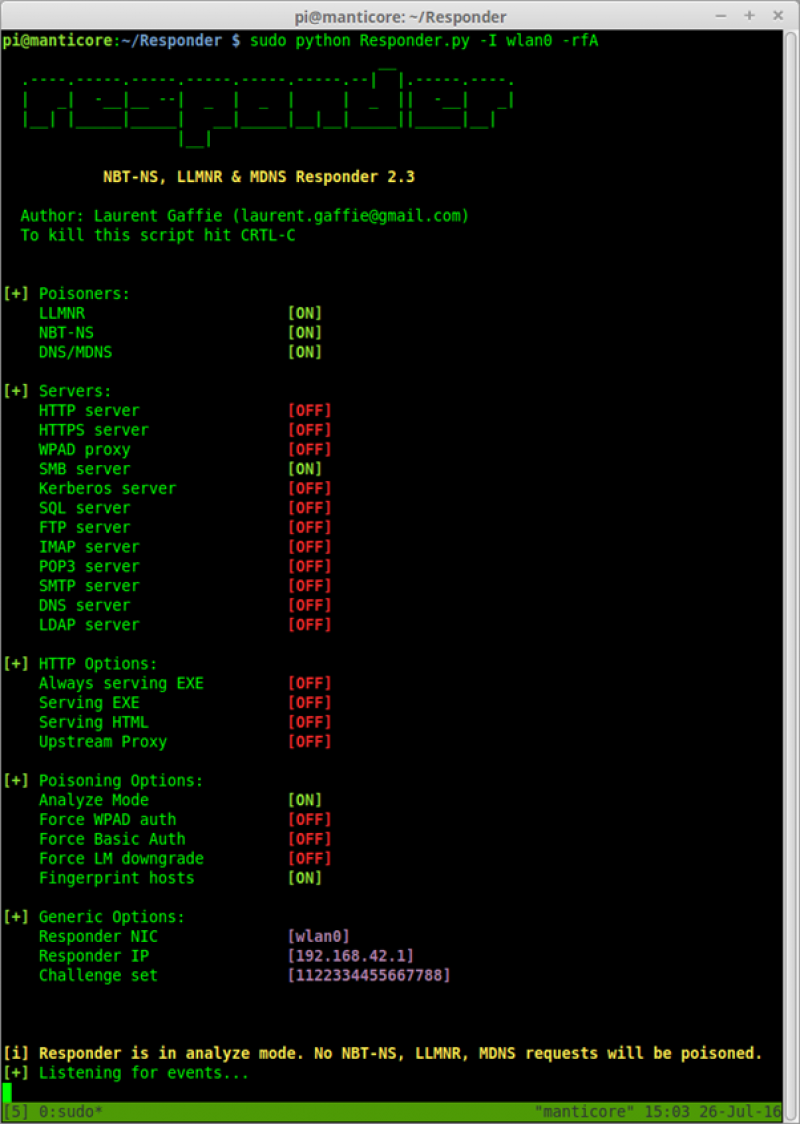 pi@manticore: ~/Responder
pi@manticore:~/Responder $ sudo python Responder.py -I wlan0 -rfA
responder
NBT-NS, LLMNR & MDNS Responder 2.3
Author: Laurent Gaffie (laurent.gaffie@gmail.com)
To kill this script hit CRTL-C
[+] Poisoners:
LLMNR [ON]
NBT-NS [ON]
DNS/MDNS [ON]
[+] Servers:
HTTP server [OFF]
HTTPS server [OFF]
WPAD proxy [OFF]
SMB server [ON]
Kerberos server [OFF]
SQL server [OFF]
FTP server [OFF]
IMAP server [OFF]
POP3 server [OFF]
SMTP server [OFF]
DNS server [OFF]
LDAP server [OFF]
[+] HTTP Options:
Always serving EXE [OFF]
Serving EXE [OFF]
Serving HTML [OFF]
Upstream Proxy [OFF]
[+] Poisoning Options:
Analyze Mode [ON]
Force WPAD auth [OFF]
Force Basic Auth [OFF]
Force LM downgrade [OFF]
Fingerprint hosts [ON]
[+] Generic Options:
Responder NIC [wlan0]
Responder IP [192.168.42.1]
Challenge set [1122334455667788]
[i] Responder is in analyze mode. No NBT-NS, LLMNR, MDNS requests will be poisoned.
[+] Listening for events...
[5] 0:sudo* "manticore" 15:03 26-Jul-16